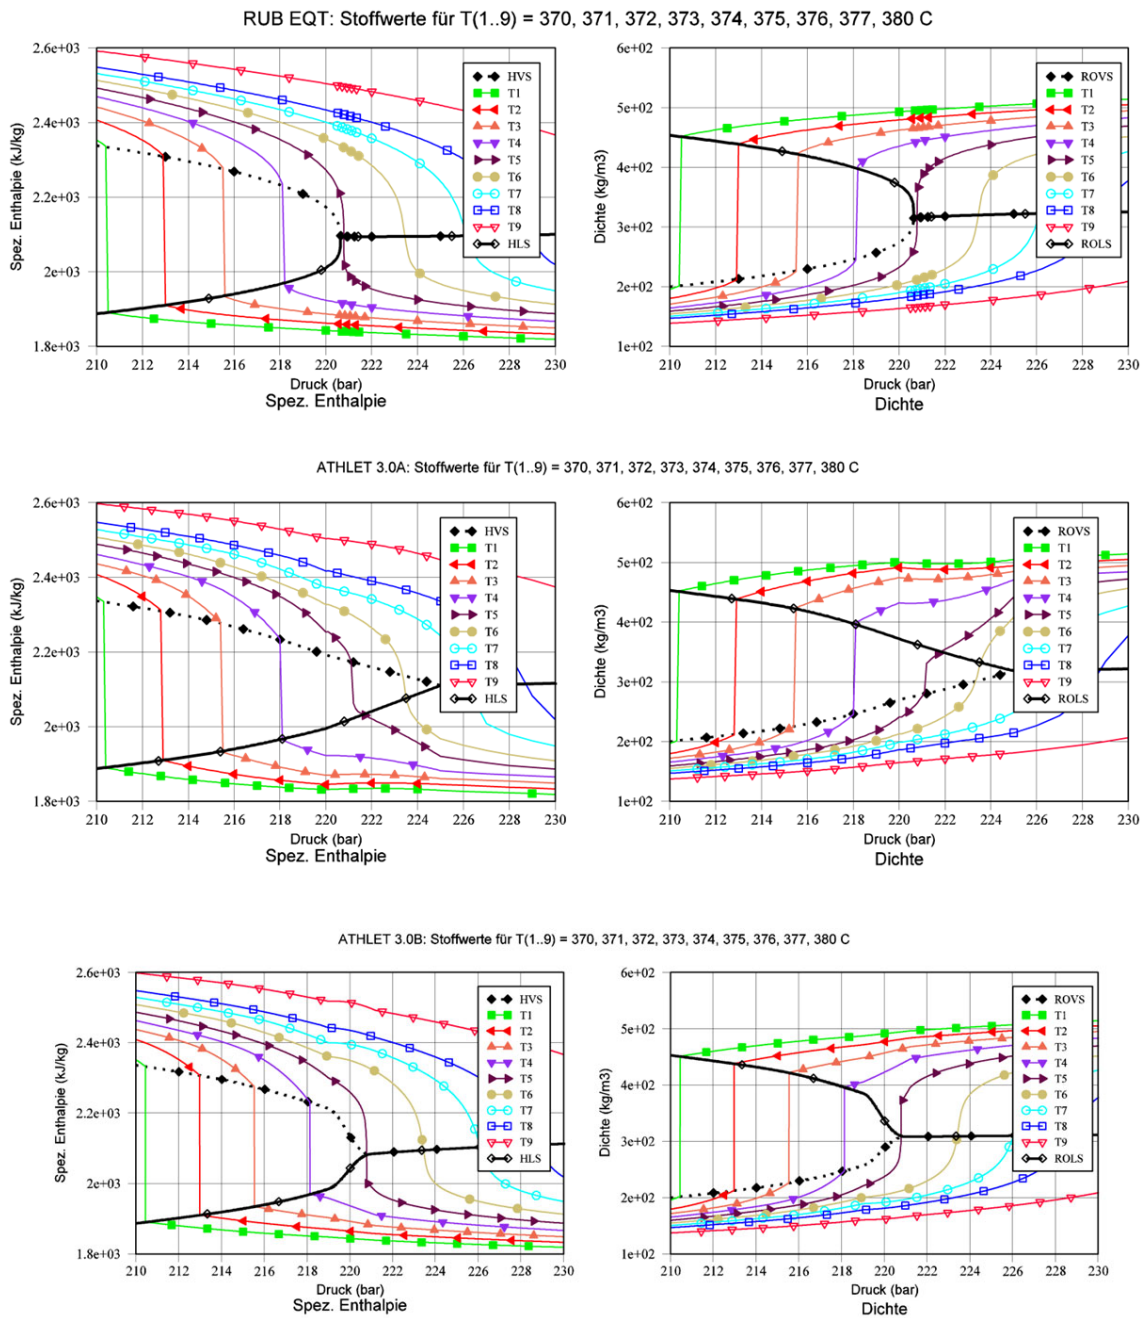 RUB EQT: Stoffwerte für T(1..9) = 370, 371, 372, 373, 374, 375, 376, 377, 380 C
2.6e+03
2.4e+03
2.2e+03
2e+03
1.8e+03
Spez. Enthalpie (kJ/kg)
HVS
T1
T2
T3
T4
T5
T6
T7
T8
T9
HLS
210 212 214 216 218 220 222 224 226 228 230
Druck (bar)
Spez. Enthalpie
6e+02
5e+02
4e+02
3e+02
2e+02
1e+02
Dichte (kg/m3)
ROVS
T1
T2
T3
T4
T5
T6
T7
T8
T9
ROLS
210 212 214 216 218 220 222 224 226 228 230
Druck (bar)
Dichte
ATHLET 3.0A: Stoffwerte für T(1..9) = 370, 371, 372, 373, 374, 375, 376, 377, 380 C
2.6e+03
2.4e+03
2.2e+03
2e+03
1.8e+03
Spez. Enthalpie (kJ/kg)
HVS
T1
T2
T3
T4
T5
T6
T7
T8
T9
HLS
210 212 214 216 218 220 222 224 226 228 230
Druck (bar)
Spez. Enthalpie
6e+02
5e+02
4e+02
3e+02
2e+02
1e+02
Dichte (kg/m3)
ROVS
T1
T2
T3
T4
T5
T6
T7
T8
T9
ROLS
210 212 214 216 218 220 222 224 226 228 230
Druck (bar)
Dichte
ATHLET 3.0B: Stoffwerte für T(1..9) = 370, 371, 372, 373, 374, 375, 376, 377, 380 C
2.6e+03
2.4e+03
2.2e+03
2e+03
1.8e+03
Spez. Enthalpie (kJ/kg)
HVS
T1
T2
T3
T4
T5
T6
T7
T8
T9
HLS
210 212 214 216 218 220 222 224 226 228 230
Druck (bar)
Spez. Enthalpie
6e+02
5e+02
4e+02
3e+02
2e+02
1e+02
Dichte (kg/m3)
ROVS
T1
T2
T3
T4
T5
T6
T7
T8
T9
ROLS
210 212 214 216 218 220 222 224 226 228 230
Druck (bar)
Dichte